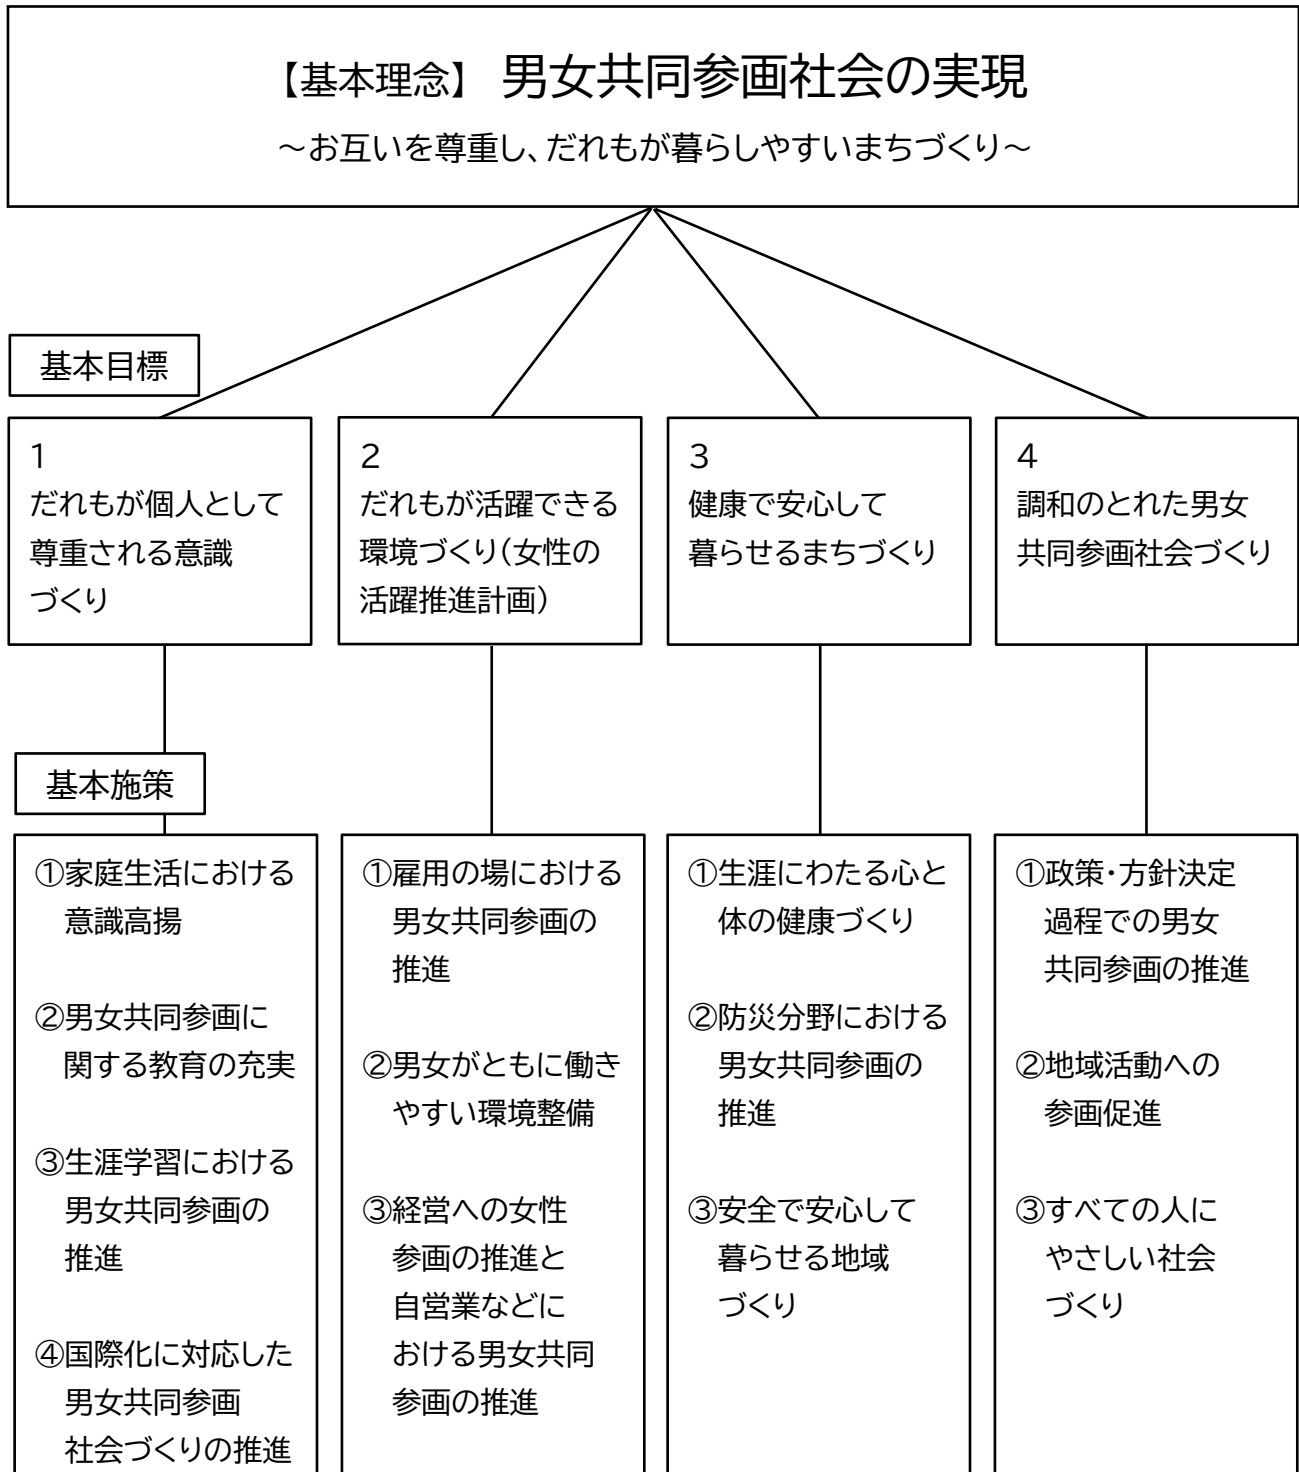 【基本理念】 男女共同参画社会の実現
～お互いを尊重し、だれもが暮らしやすいまちづくり～
基本目標
1
だれもが個人として
尊重される意識
づくり
2
だれもが活躍できる
環境づくり（女性の
活躍推進計画）
3
健康で安心して
暮らせるまちづくり
4
調和のとれた男女
共同参画社会づくり
基本施策
①家庭生活における
意識高揚
②男女共同参画に
関する教育の充実
③生涯学習における
男女共同参画の
推進
④国際化に対応した
男女共同参画
社会づくりの推進
①雇用の場における
男女共同参画の
推進
②男女がともに働き
やすい環境整備
③経営への女性
参画の推進と
自営業などに
おける男女共同
参画の推進
①生涯にわたる心と
体の健康づくり
②防災分野における
男女共同参画の
推進
③安全で安心して
暮らせる地域
づくり
①政策・方針決定
過程での男女
共同参画の推進
②地域活動への
参画促進
③すべての人に
やさしい社会
づくり